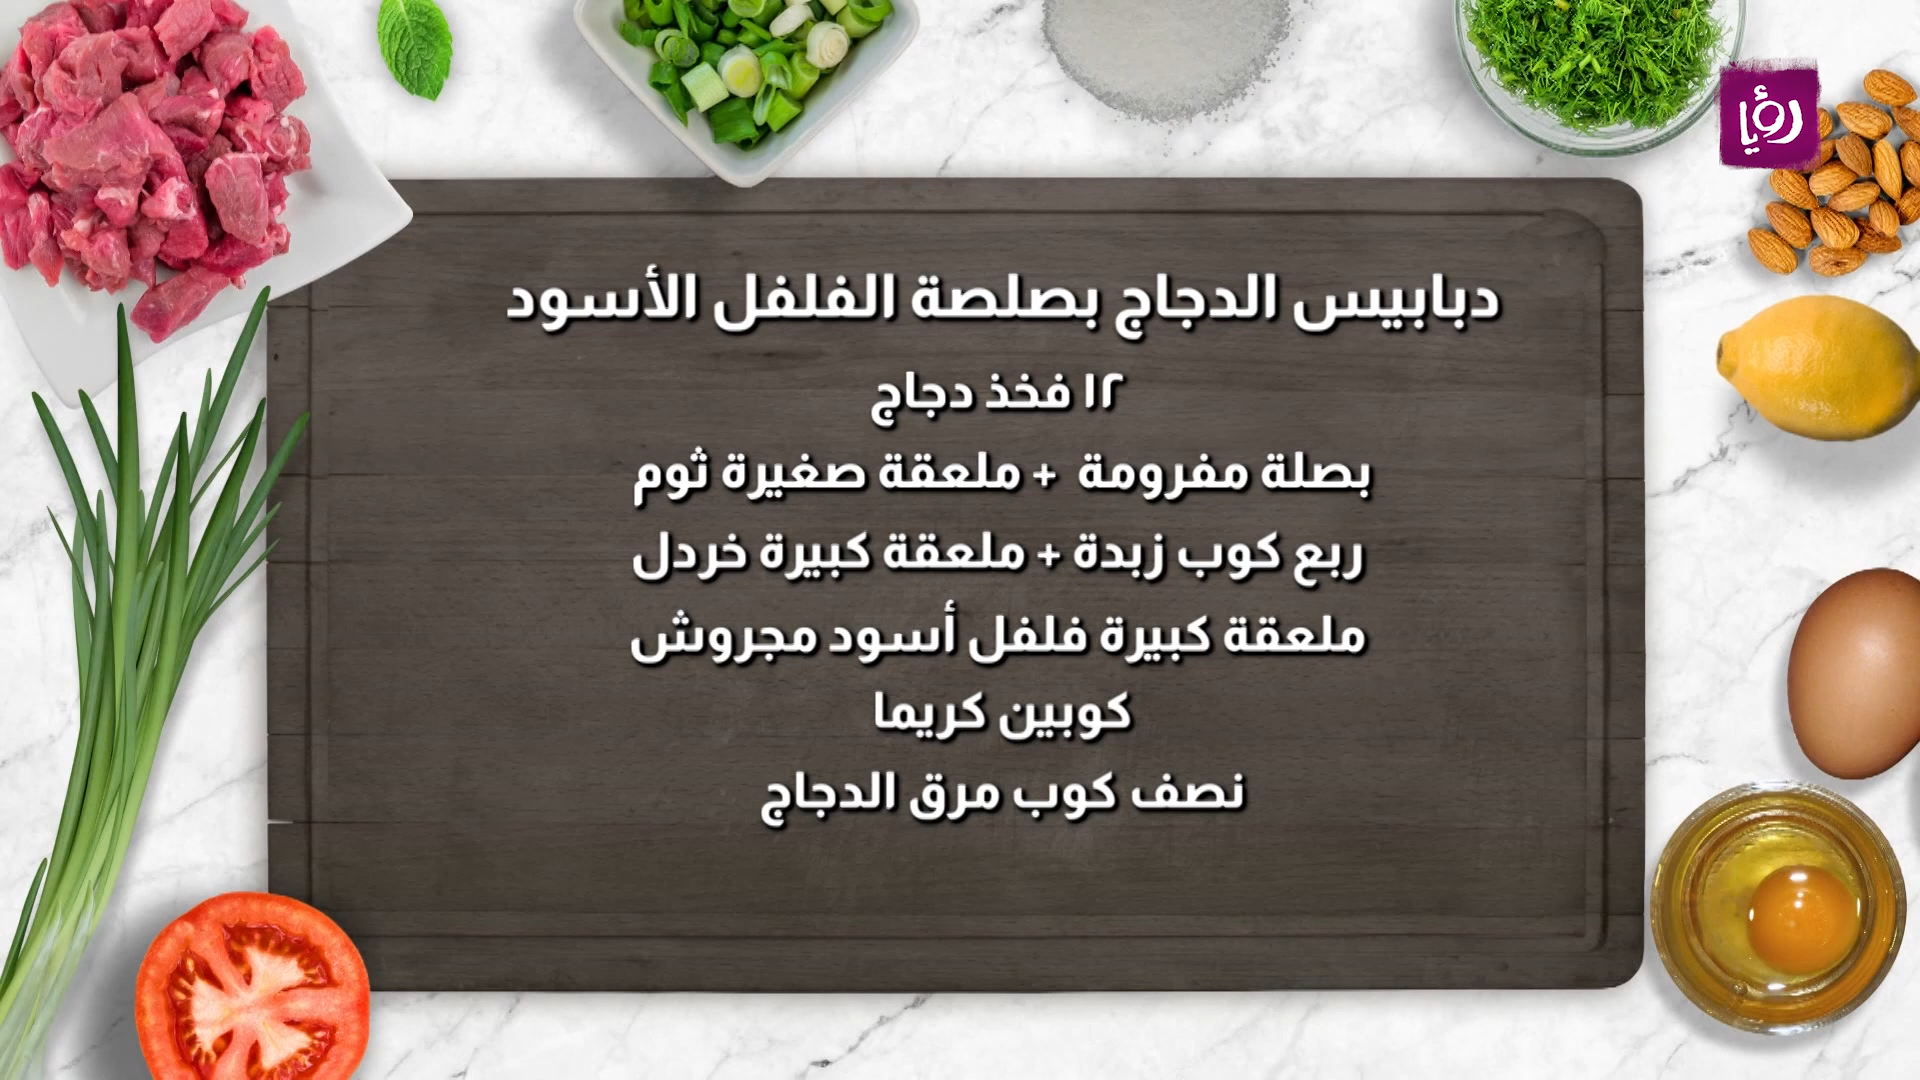 رؤيا
دبابيس الدجاج بصلصة الفلفل الأسود
١٢ فخذ دجاج
بصلة مفرومة + ملعقة صغيرة ثوم
ربع كوب زبدة + ملعقة كبيرة خردل
ملعقة كبيرة فلفل أسود مجروش
كوبين كريما
نصف كوب مرق الدجاج